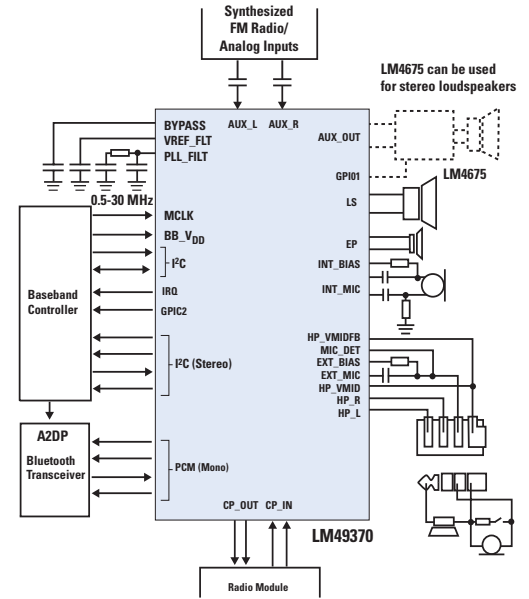 Synthesized
FM Radio/
Analog Inputs
LM4675 can be used
for stereo loudspeakers
BYPASS
VREF_FLT
PLL_FILT
AUX_L
AUX_R
AUX_OUT
GPI01
LM4675
0.5-30 MHz
LS
MCLK
BB_VDD
EP
I²C
INT_BIAS
INT_MIC
Baseband
Controller
IRQ
GPIC2
HP_VMIDFB
MIC_DET
EXT_BIAS
EXT_MIC
HP_VMID
HP_R
HP_L
I²C (Stereo)
A2DP
Bluetooth
Transceiver
PCM (Mono)
CP_OUT
CP_IN
LM49370
Radio Module